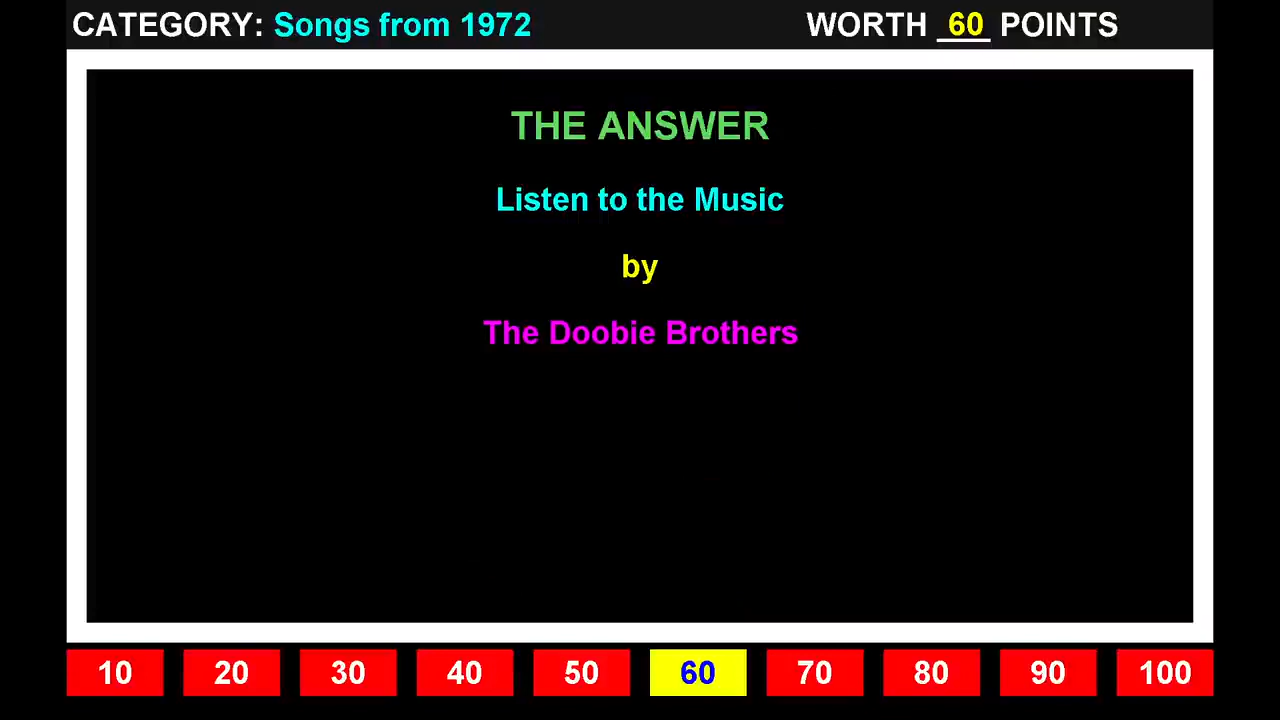 CATEGORY: Songs from 1972 WORTH 60 POINTS
THE ANSWER
Listen to the Music
by
The Doobie Brothers
10 20 30 40 50 60 70 80 90 100